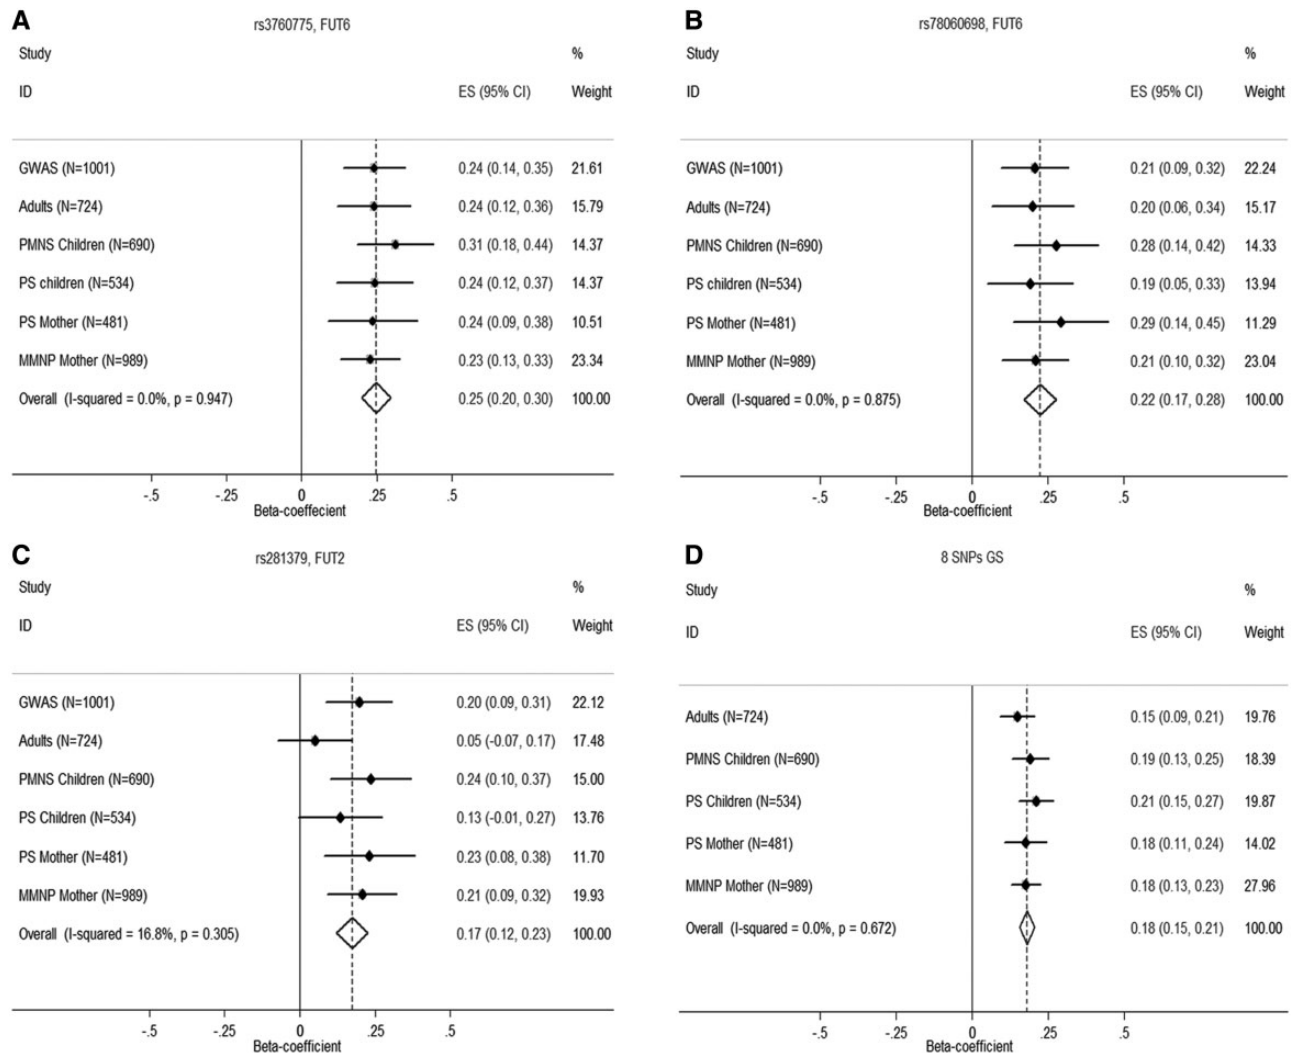 A
rs3760775, FUT6
Study %
ID ES (95% CI) Weight
GWAS (N=1001) 0.24 (0.14, 0.35) 21.61
Adults (N=724) 0.24 (0.12, 0.36) 15.79
PMNS Children (N=690) 0.31 (0.18, 0.44) 14.37
PS children (N=534) 0.24 (0.12, 0.37) 14.37
PS Mother (N=481) 0.24 (0.09, 0.38) 10.51
MMNP Mother (N=989) 0.23 (0.13, 0.33) 23.34
Overall (I-squared = 0.0%, p = 0.947) 0.25 (0.20, 0.30) 100.00
-.5 -.25 0 .25 .5
Beta-coeffecient
B
rs78060698, FUT6
Study %
ID ES (95% CI) Weight
GWAS (N=1001) 0.21 (0.09, 0.32) 22.24
Adults (N=724) 0.20 (0.06, 0.34) 15.17
PMNS Children (N=690) 0.28 (0.14, 0.42) 14.33
PS children (N=534) 0.19 (0.05, 0.33) 13.94
PS Mother (N=481) 0.29 (0.14, 0.45) 11.29
MMNP Mother (N=989) 0.21 (0.10, 0.32) 23.04
Overall (I-squared = 0.0%, p = 0.875) 0.22 (0.17, 0.28) 100.00
-.5 -.25 0 .25 .5
Beta-coefficient
C
rs281379, FUT2
Study %
ID ES (95% CI) Weight
GWAS (N=1001) 0.20 (0.09, 0.31) 22.12
Adults (N=724) 0.05 (-0.07, 0.17) 17.48
PMNS Children (N=690) 0.24 (0.10, 0.37) 15.00
PS Children (N=534) 0.13 (-0.01, 0.27) 13.76
PS Mother (N=481) 0.23 (0.08, 0.38) 11.70
MMNP Mother (N=989) 0.21 (0.09, 0.32) 19.93
Overall (I-squared = 16.8%, p = 0.305) 0.17 (0.12, 0.23) 100.00
-.5 -.25 0 .25 .5
Beta-coefficient
D
8 SNPs GS
Study %
ID ES (95% CI) Weight
Adults (N=724) 0.15 (0.09, 0.21) 19.76
PMNS Children (N=690) 0.19 (0.13, 0.25) 18.39
PS Children (N=534) 0.21 (0.15, 0.27) 19.87
PS Mother (N=481) 0.18 (0.11, 0.24) 14.02
MMNP Mother (N=989) 0.18 (0.13, 0.23) 27.96
Overall (I-squared = 0.0%, p = 0.672) 0.18 (0.15, 0.21) 100.00
-.5 -.25 0 .25 .5
Beta-coefficient